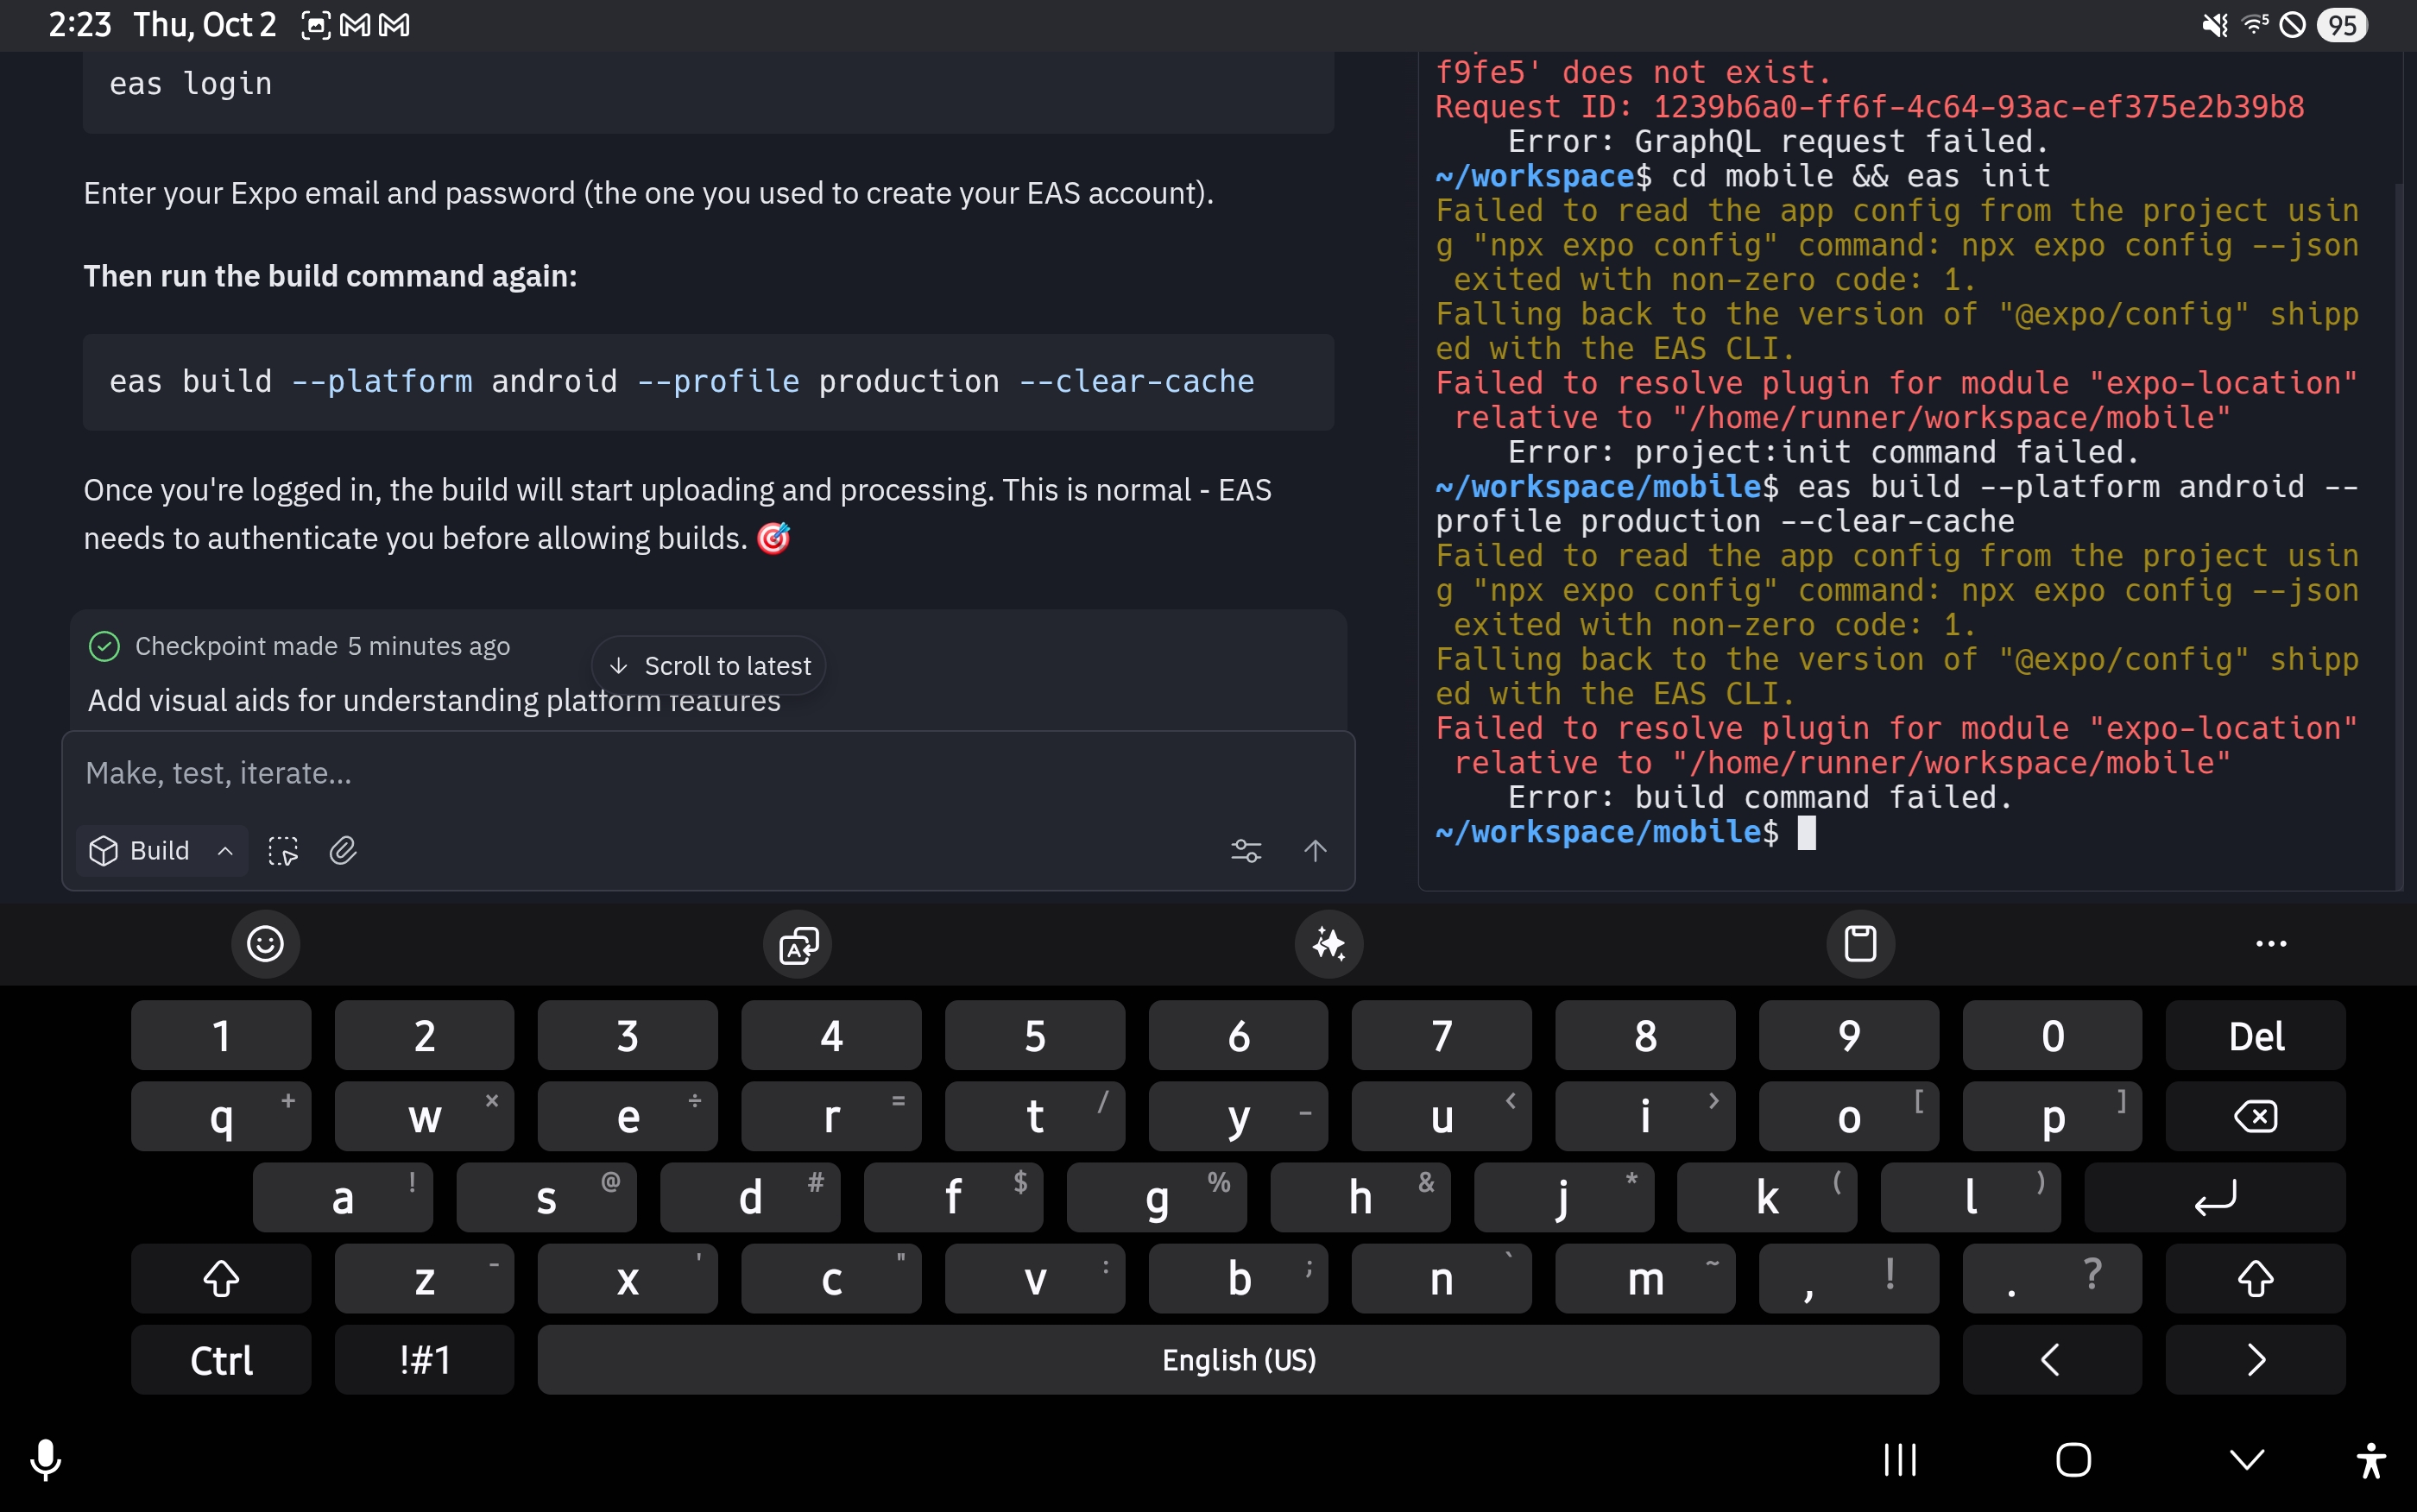 2:23 Thu, Oct 2
5 95
eas login
Enter your Expo email and password (the one you used to create your EAS account).
Then run the build command again:
eas build --platform android --profile production --clear-cache
Once you're logged in, the build will start uploading and processing. This is normal - EAS
needs to authenticate you before allowing builds. 🎯
Checkpoint made 5 minutes ago
Scroll to latest
Add visual aids for understanding platform features
Make, test, iterate...
Build
f9fe5' does not exist.
Request ID: 1239b6a0-ff6f-4c64-93ac-ef375e2b39b8
Error: GraphQL request failed.
~/workspace$ cd mobile && eas init
Failed to read the app config from the project usin
g "npx expo config" command: npx expo config --json
exited with non-zero code: 1.
Falling back to the version of "@expo/config" shipp
ed with the EAS CLI.
Failed to resolve plugin for module "expo-location"
relative to "/home/runner/workspace/mobile"
Error: project:init command failed.
~/workspace/mobile$ eas build --platform android --
profile production --clear-cache
Failed to read the app config from the project usin
g "npx expo config" command: npx expo config --json
exited with non-zero code: 1.
Falling back to the version of "@expo/config" shipp
ed with the EAS CLI.
Failed to resolve plugin for module "expo-location"
relative to "/home/runner/workspace/mobile"
Error: build command failed.
~/workspace/mobile$
1 2 3 4 5 6 7 8 9 0 Del
q + w × e ÷ r = t / y _ u < i > o [ p ]
a ! s @ d # f $ g % h & j * k ( l )
z - x ' c " v : b ; n ` m ~ , ! . ?
Ctrl !#1 English (US) < >